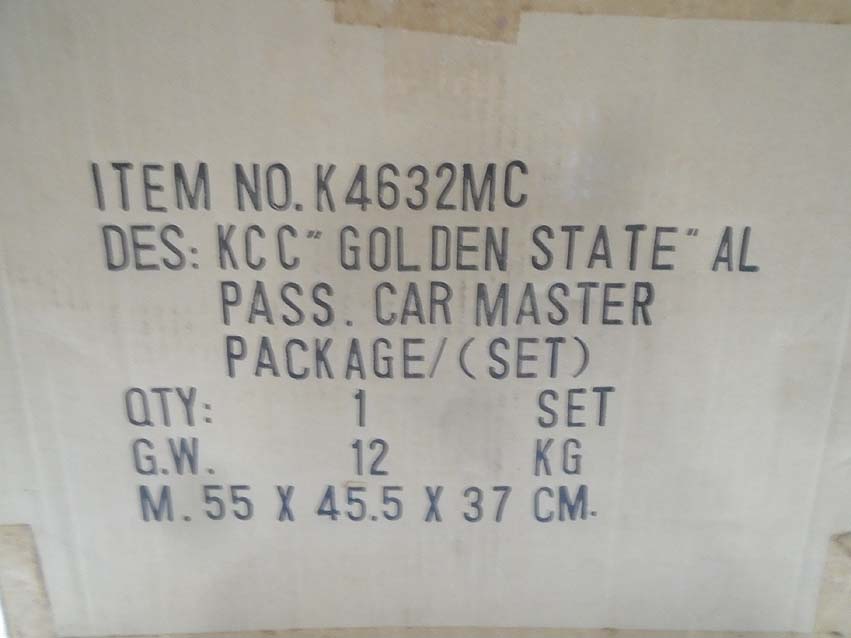 ITEM NO. K4632MC
DES: KCC" GOLDEN STATE" AL
PASS. CAR MASTER
PACKAGE/(SET)
QTY: 1 SET
G.W. 12 KG
M. 55 X 45.5 X 37 CM.